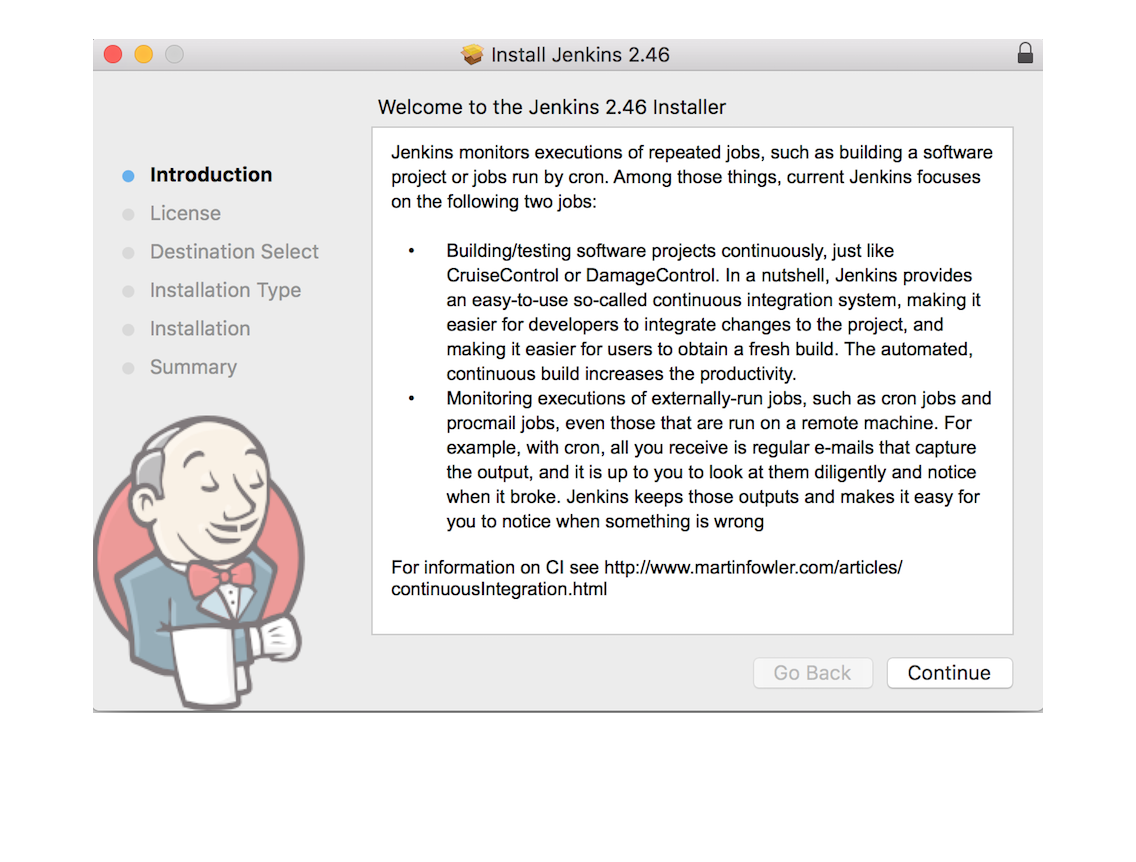 Install Jenkins 2.46
Welcome to the Jenkins 2.46 Installer
Introduction
License
Destination Select
Installation Type
Installation
Summary
Jenkins monitors executions of repeated jobs, such as building a software
project or jobs run by cron. Among those things, current Jenkins focuses
on the following two jobs:
• Building/testing software projects continuously, just like
CruiseControl or DamageControl. In a nutshell, Jenkins provides
an easy-to-use so-called continuous integration system, making it
easier for developers to integrate changes to the project, and
making it easier for users to obtain a fresh build. The automated,
continuous build increases the productivity.
• Monitoring executions of externally-run jobs, such as cron jobs and
procmail jobs, even those that are run on a remote machine. For
example, with cron, all you receive is regular e-mails that capture
the output, and it is up to you to look at them diligently and notice
when it broke. Jenkins keeps those outputs and makes it easy for
you to notice when something is wrong
For information on CI see http://www.martinfowler.com/articles/
continuousIntegration.html
Go Back
Continue